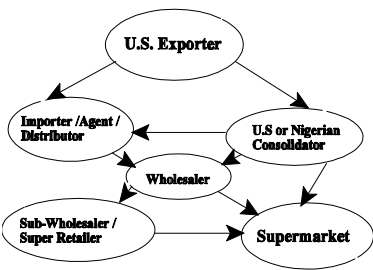 U.S. Exporter
Importer /Agent /
Distributor
U.S or Nigerian
Consolidator
Wholesaler
Sub-Wholesaler /
Super Retailer
Supermarket